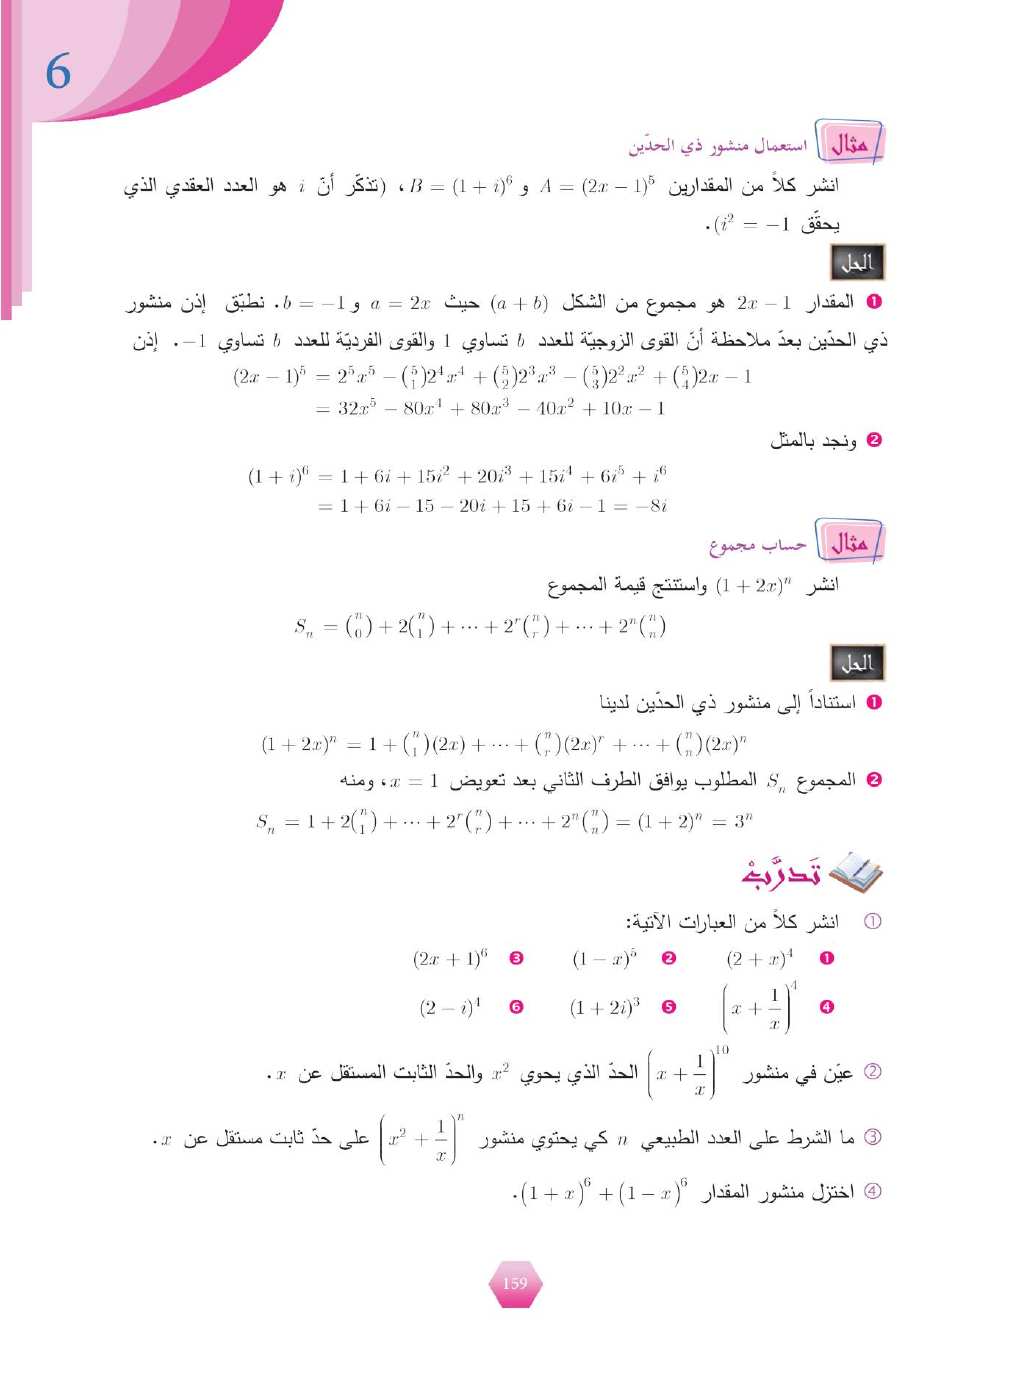 6
مثال استعمال منشور ذي الحدّين
انشر كلاً من المقدارين A = (2x − 1)^5 و B = (1 + i)^6 ، (تذكّر أنّ i هو العدد العقدي الذي
يحقّق i^2 = −1).
الحل
❶ المقدار 2x − 1 هو مجموع من الشكل (a + b) حيث a = 2x و b = −1. نطبّق إذن منشور
ذي الحدّين بعدّ ملاحظة أنّ القوى الزوجيّة للعدد b تساوي 1 والقوى الفرديّة للعدد b تساوي −1. إذن
(2x − 1)^5 = 2^5x^5 − (5 1)2^4x^4 + (5 2)2^3x^3 − (5 3)2^2x^2 + (5 4)2x − 1
= 32x^5 − 80x^4 + 80x^3 − 40x^2 + 10x − 1
❷ ونجد بالمثل
(1 + i)^6 = 1 + 6i + 15i^2 + 20i^3 + 15i^4 + 6i^5 + i^6
= 1 + 6i − 15 − 20i + 15 + 6i − 1 = −8i
مثال حساب مجموع
انشر (1 + 2x)^n واستنتج قيمة المجموع
S_n = (n 0) + 2(n 1) + ⋯ + 2^r(n r) + ⋯ + 2^n(n n)
الحل
❶ استناداً إلى منشور ذي الحدّين لدينا
(1 + 2x)^n = 1 + (n 1)(2x) + ⋯ + (n r)(2x)^r + ⋯ + (n n)(2x)^n
❷ المجموع S_n المطلوب يوافق الطرف الثاني بعد تعويض x = 1، ومنه
S_n = 1 + 2(n 1) + ⋯ + 2^r(n r) + ⋯ + 2^n(n n) = (1 + 2)^n = 3^n
تَدرَّبْ
① انشر كلاً من العبارات الآتية:
❶ (2 + x)^4 ❷ (1 − x)^5 ❸ (2x + 1)^6
❹ (x + 1/x)^4 ❺ (1 + 2i)^3 ❻ (2 − i)^4
② عيّن في منشور (x + 1/x)^10 الحدّ الذي يحوي x^2 والحدّ الثابت المستقل عن x.
③ ما الشرط على العدد الطبيعي n كي يحتوي منشور (x^2 + 1/x)^n على حدّ ثابت مستقل عن x.
④ اختزل منشور المقدار (1 + x)^6 + (1 − x)^6.
159